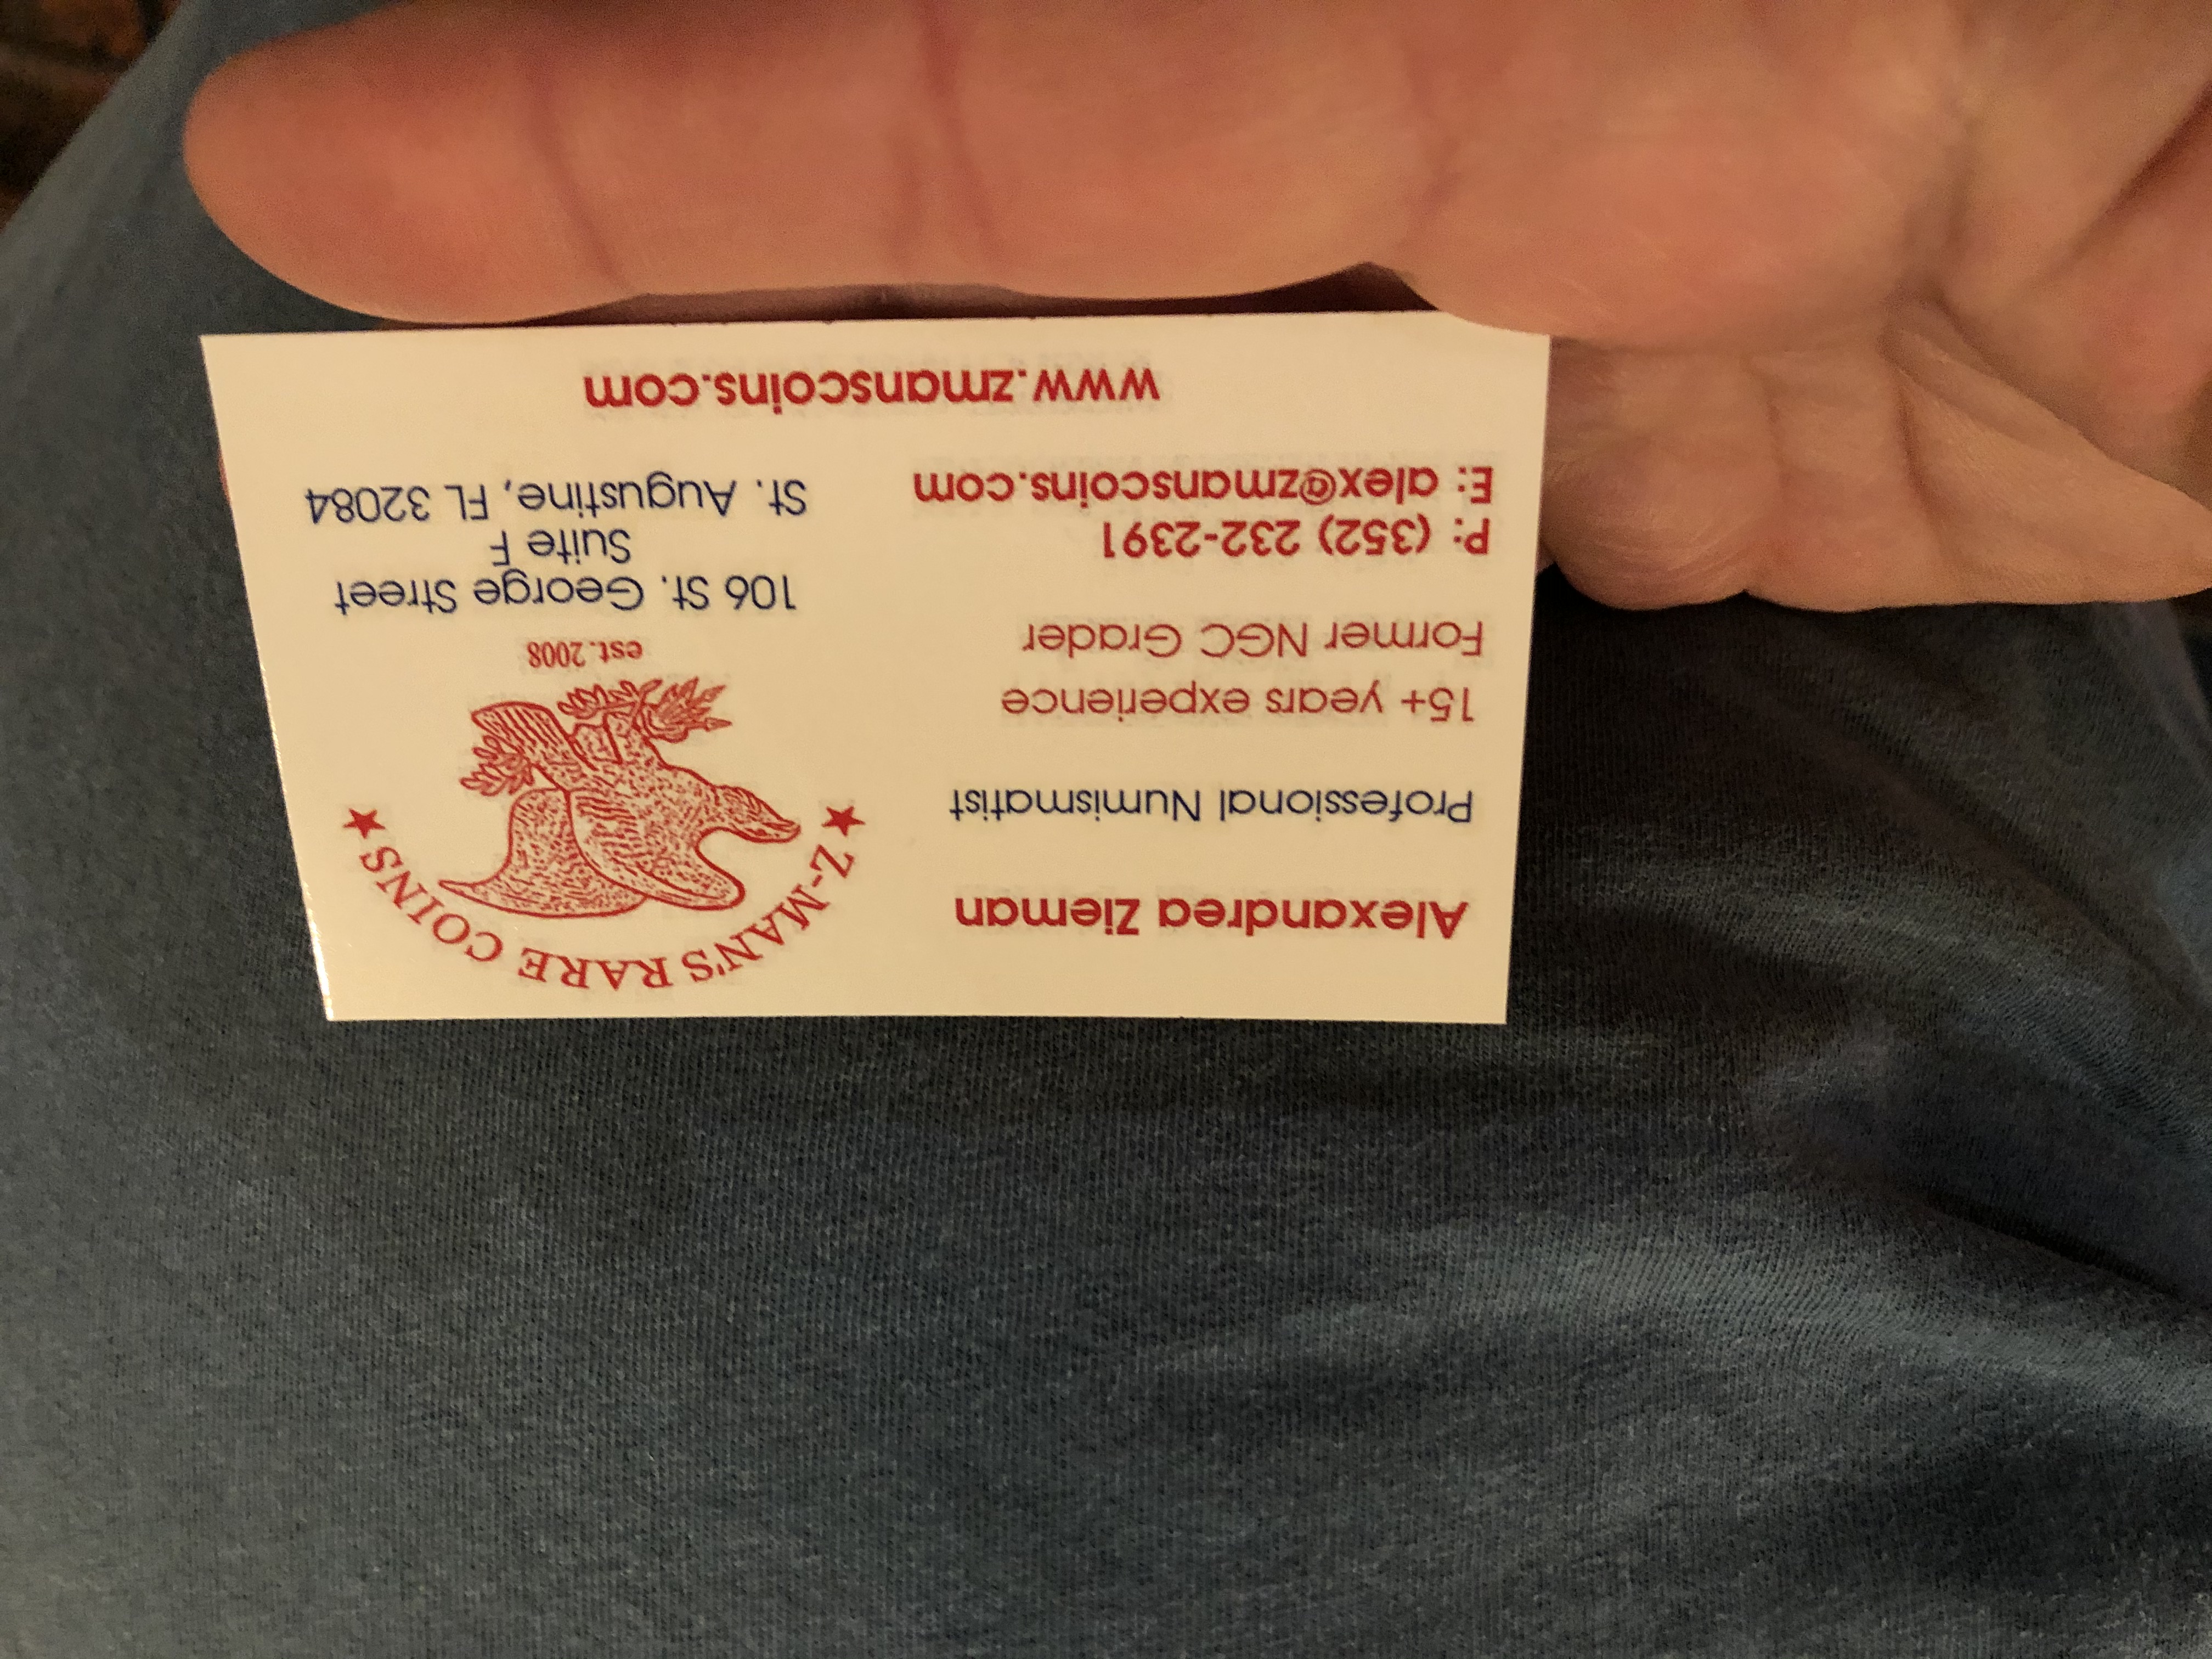 Alexandrea Zieman
Professional Numismatist
15+ years experience
Former NGC Grader
P: (352) 232-2391
E: alex@zmanscoins.com
★ Z-MAN'S RARE COINS ★
est. 2008
106 St. George Street
Suite F
St. Augustine, FL 32084
www.zmanscoins.com